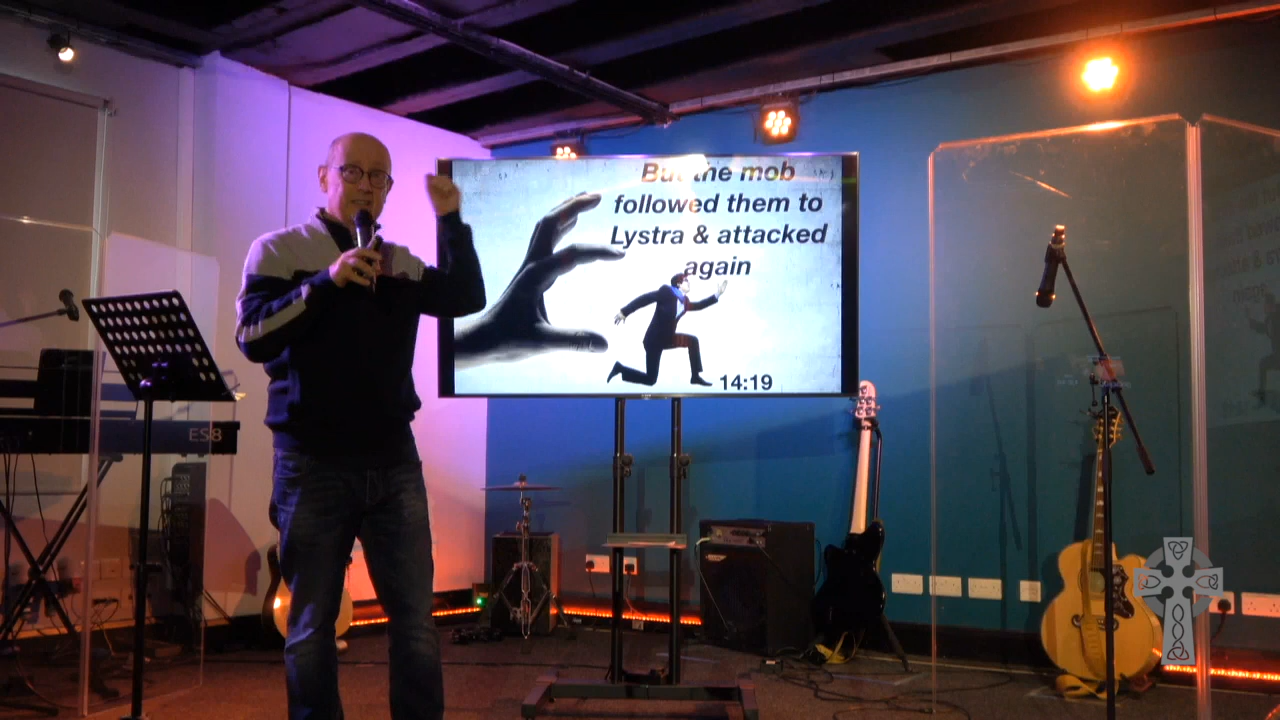 But the mob
followed them to
Lystra & attacked
again
14:19
ES8